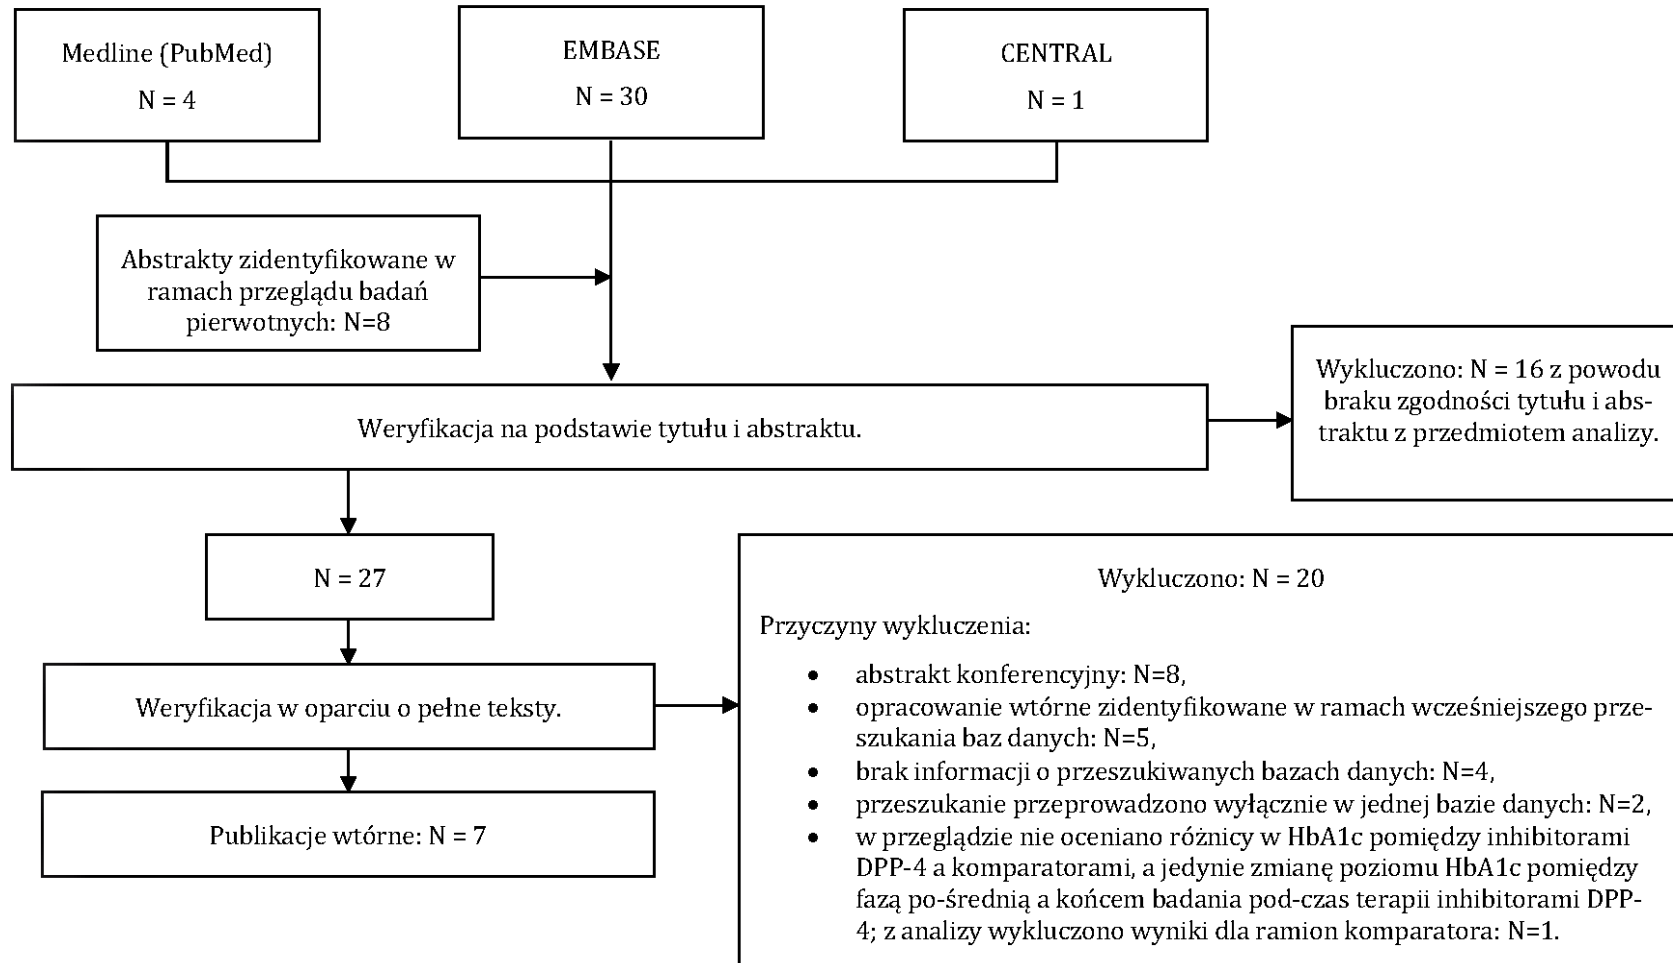 Medline (PubMed)
N = 4
EMBASE
N = 30
CENTRAL
N = 1
Abstrakty zidentyfikowane w
ramach przeglądu badań
pierwotnych: N=8
Weryfikacja na podstawie tytułu i abstraktu.
Wykluczono: N = 16 z powodu
braku zgodności tytułu i abs-
traktu z przedmiotem analizy.
N = 27
Weryfikacja w oparciu o pełne teksty.
Wykluczono: N = 20
Przyczyny wykluczenia:
• abstrakt konferencyjny: N=8,
• opracowanie wtórne zidentyfikowane w ramach wcześniejszego prze-
szukania baz danych: N=5,
• brak informacji o przeszukiwanych bazach danych: N=4,
• przeszukanie przeprowadzono wyłącznie w jednej bazie danych: N=2,
• w przeglądzie nie oceniano różnicy w HbA1c pomiędzy inhibitorami
DPP-4 a komparatorami, a jedynie zmianę poziomu HbA1c pomiędzy
fazą po-średnią a końcem badania pod-czas terapii inhibitorami DPP-
4; z analizy wykluczono wyniki dla ramion komparatora: N=1.
Publikacje wtórne: N = 7